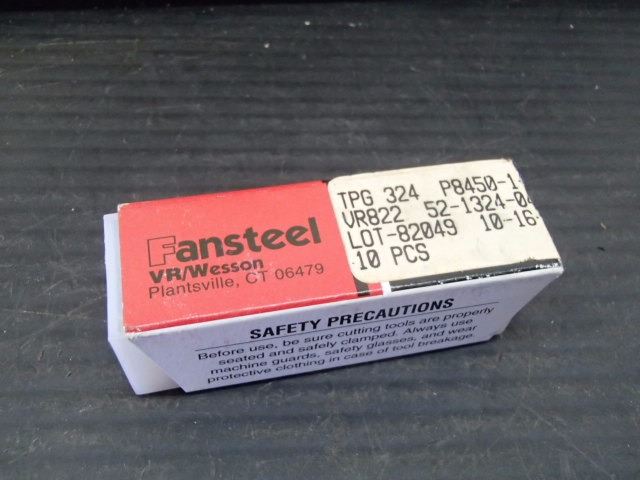 Fansteel
VR/Wesson
Plantsville, CT 06479
TPG 324 P8450-1
VR822 52-1324-04
LOT-82049 10-16-
10 PCS
SAFETY PRECAUTIONS
Before use, be sure cutting tools are properly
seated and safely clamped. Always use
machine guards, safety glasses, and wear
protective clothing in case of tool breakage.